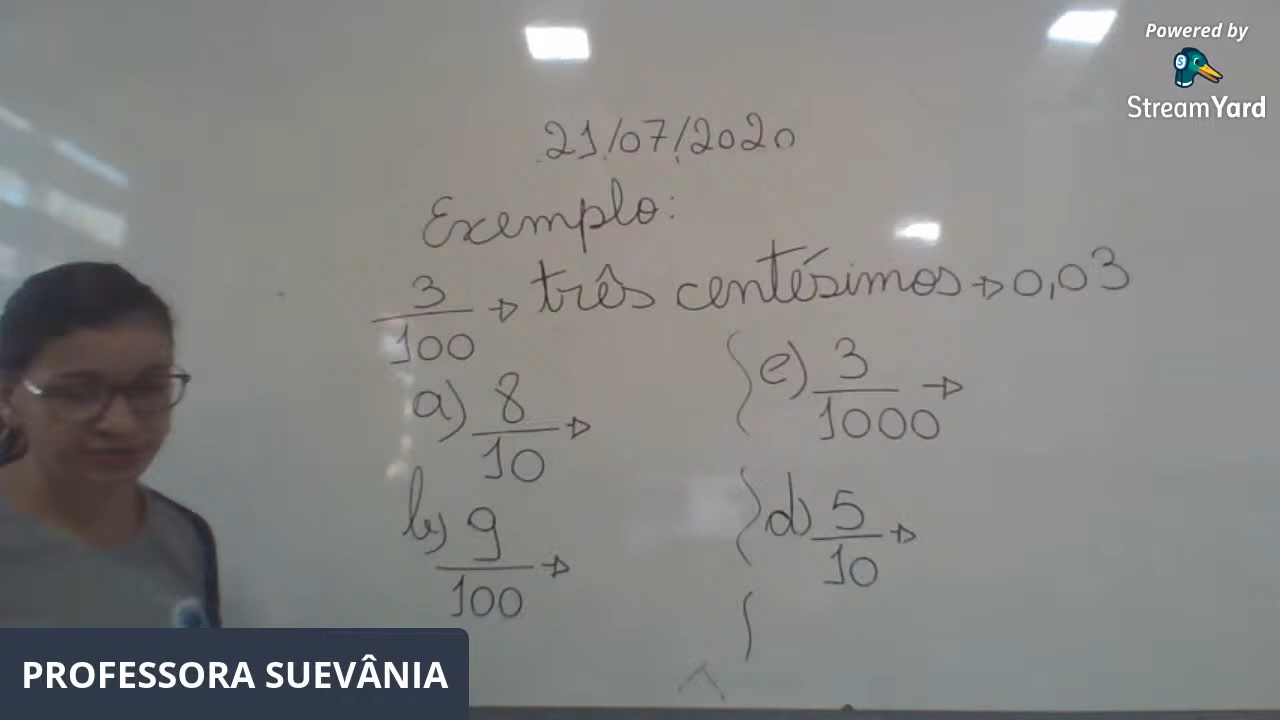 Powered by
StreamYard
21/07/2020
Exemplo:
3/100 → três centésimos → 0,03
a) 8/10 →
b) 9/100 →
c) 3/1000 →
d) 5/10 →
PROFESSORA SUEVÂNIA